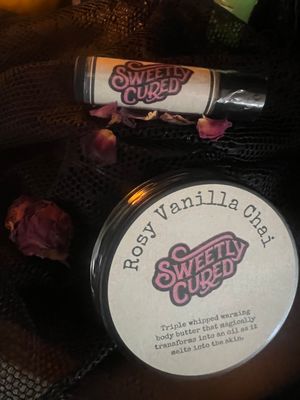 SWEETLY
CURED
Rosy Vanilla Chai
SWEETLY
CURED
Triple whipped warming
body butter that magically
transforms into an oil as it
melts into the skin.